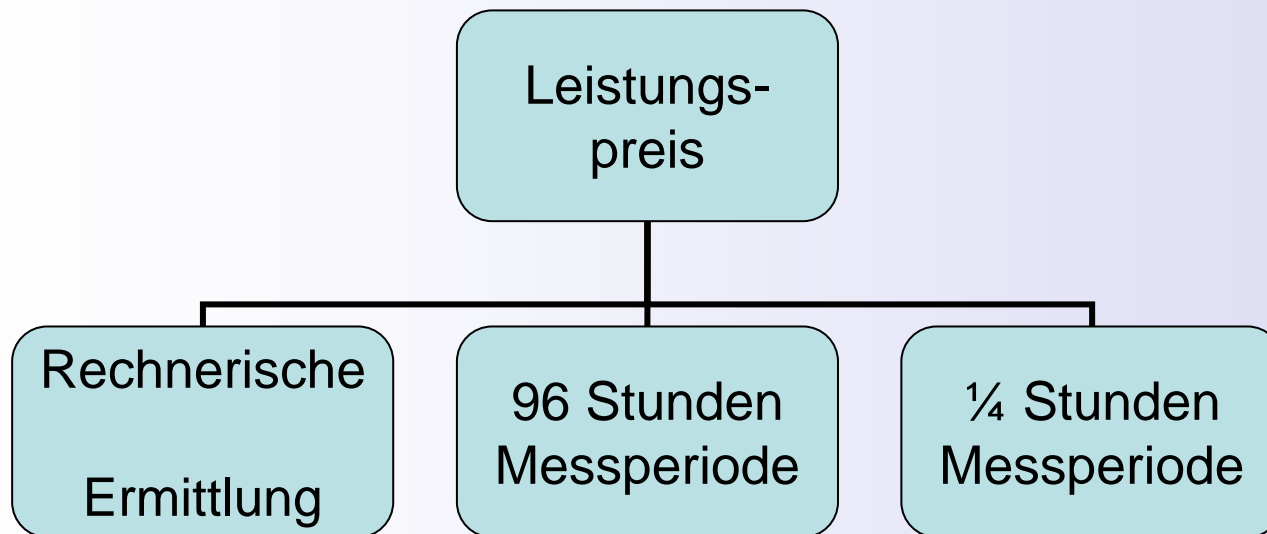 Leistungs-
preis
Rechnerische
Ermittlung
96 Stunden
Messperiode
¼ Stunden
Messperiode